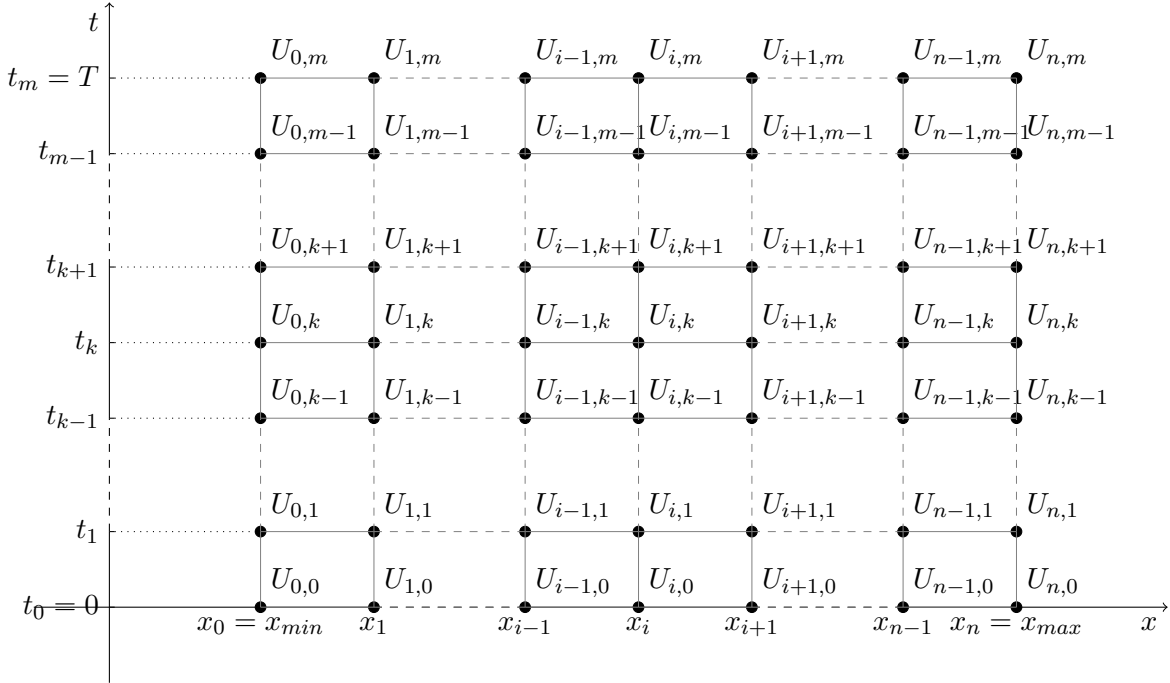 t
U_{0,m} U_{1,m} U_{i-1,m} U_{i,m} U_{i+1,m} U_{n-1,m} U_{n,m}
t_m = T
U_{0,m-1} U_{1,m-1} U_{i-1,m-1} U_{i,m-1} U_{i+1,m-1} U_{n-1,m-1} U_{n,m-1}
t_{m-1}
U_{0,k+1} U_{1,k+1} U_{i-1,k+1} U_{i,k+1} U_{i+1,k+1} U_{n-1,k+1} U_{n,k+1}
t_{k+1}
U_{0,k} U_{1,k} U_{i-1,k} U_{i,k} U_{i+1,k} U_{n-1,k} U_{n,k}
t_k
U_{0,k-1} U_{1,k-1} U_{i-1,k-1} U_{i,k-1} U_{i+1,k-1} U_{n-1,k-1} U_{n,k-1}
t_{k-1}
U_{0,1} U_{1,1} U_{i-1,1} U_{i,1} U_{i+1,1} U_{n-1,1} U_{n,1}
t_1
U_{0,0} U_{1,0} U_{i-1,0} U_{i,0} U_{i+1,0} U_{n-1,0} U_{n,0}
t_0 = 0
x_0 = x_{min} x_1 x_{i-1} x_i x_{i+1} x_{n-1} x_n = x_{max} x